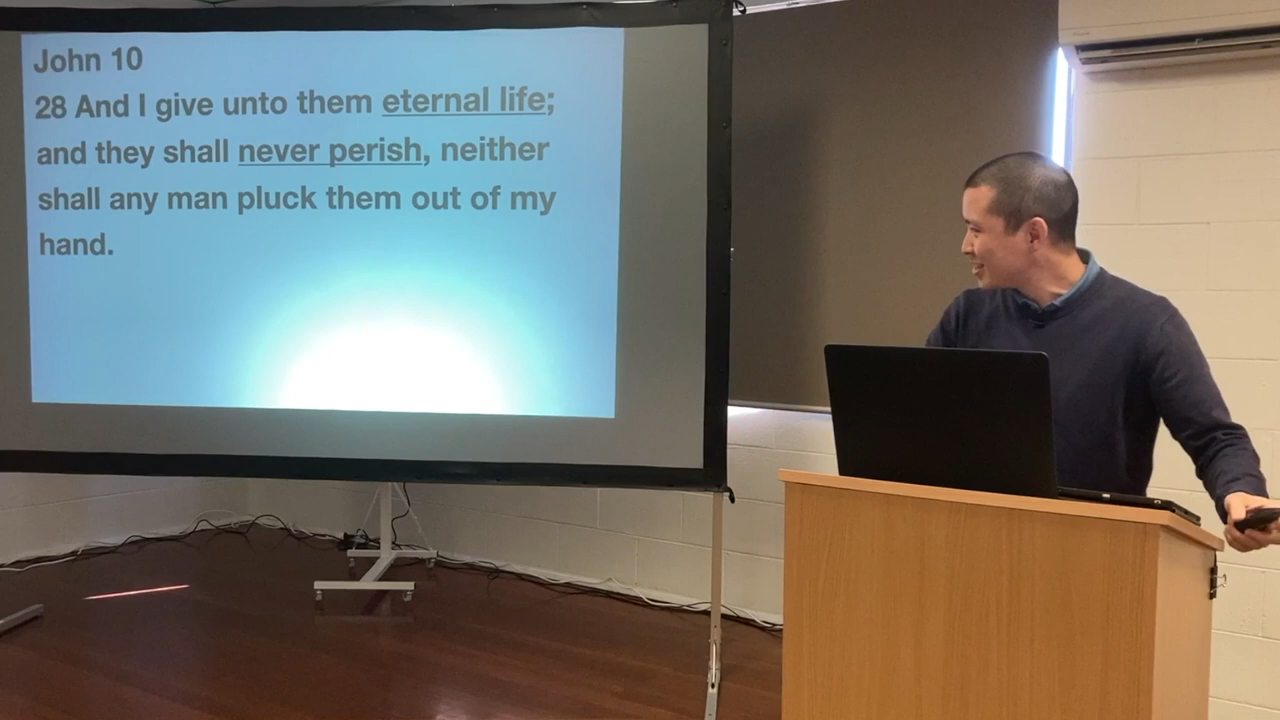 John 10
28 And I give unto them eternal life;
and they shall never perish, neither
shall any man pluck them out of my
hand.